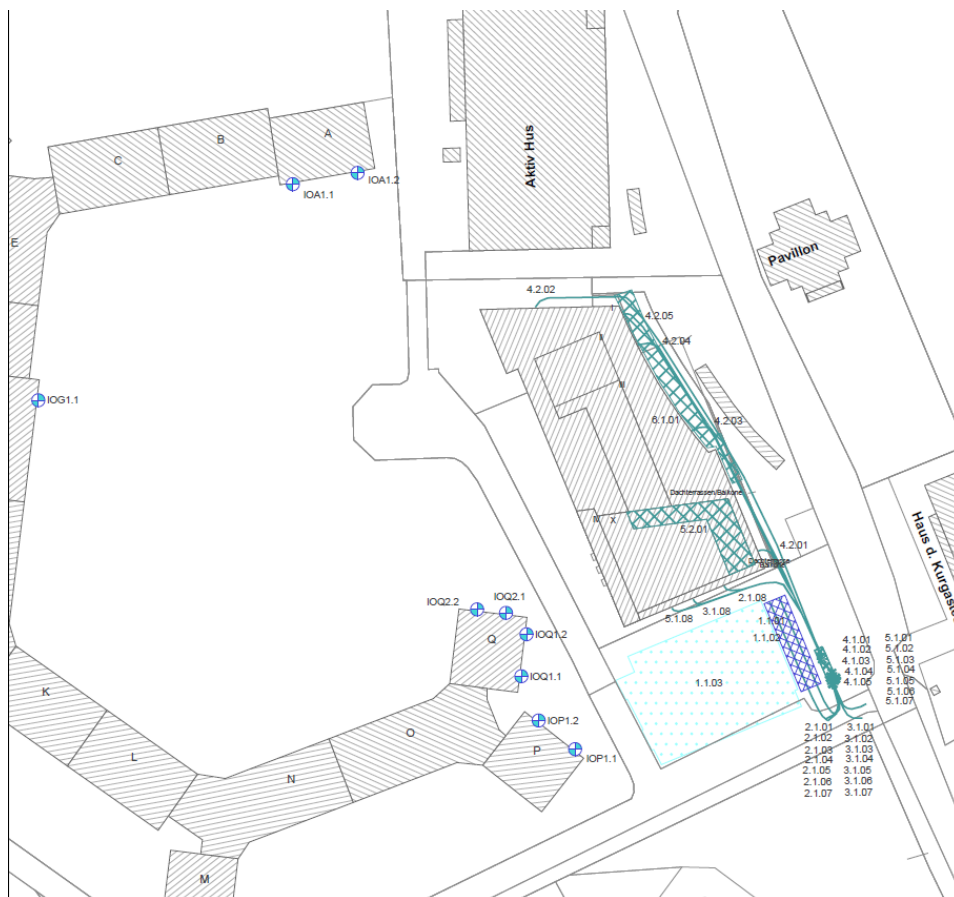 A
B
C
IOA1.1
IOA1.2
Aktiv Hus
E
Pavillon
4.2.02
I
4.2.05
II
4.2.04
III
IOG1.1
6.1.01
4.2.03
Dachterrassen/Balkone
IV
X
5.2.01
Haus d. Kurgastes
4.2.01
2.1.08
3.1.08
5.1.08
1.1.01
1.1.02
1.1.03
IOQ2.2
IOQ2.1
Q
IOQ1.2
IOQ1.1
4.1.01
4.1.02
4.1.03
4.1.04
4.1.05
5.1.01
5.1.02
5.1.03
5.1.04
5.1.05
5.1.06
5.1.07
K
L
O
N
M
IOP1.2
P
IOP1.1
2.1.01 3.1.01
2.1.02 3.1.02
2.1.03 3.1.03
2.1.04 3.1.04
2.1.05 3.1.05
2.1.06 3.1.06
2.1.07 3.1.07